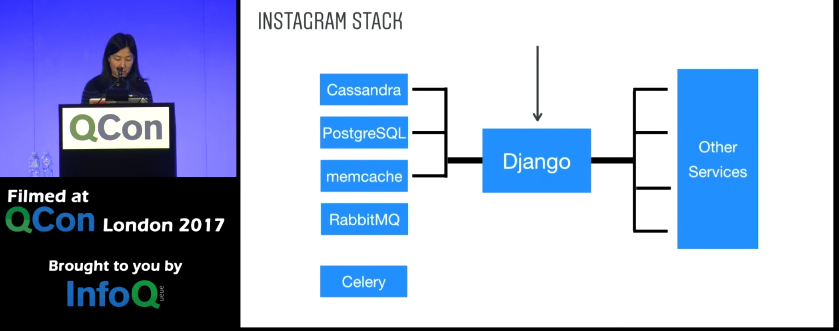 INSTAGRAM STACK
Cassandra
PostgreSQL
memcache
RabbitMQ
Celery
Django
Other
Services
QCon
Filmed at
QCon London 2017
Brought to you by
InfoQ